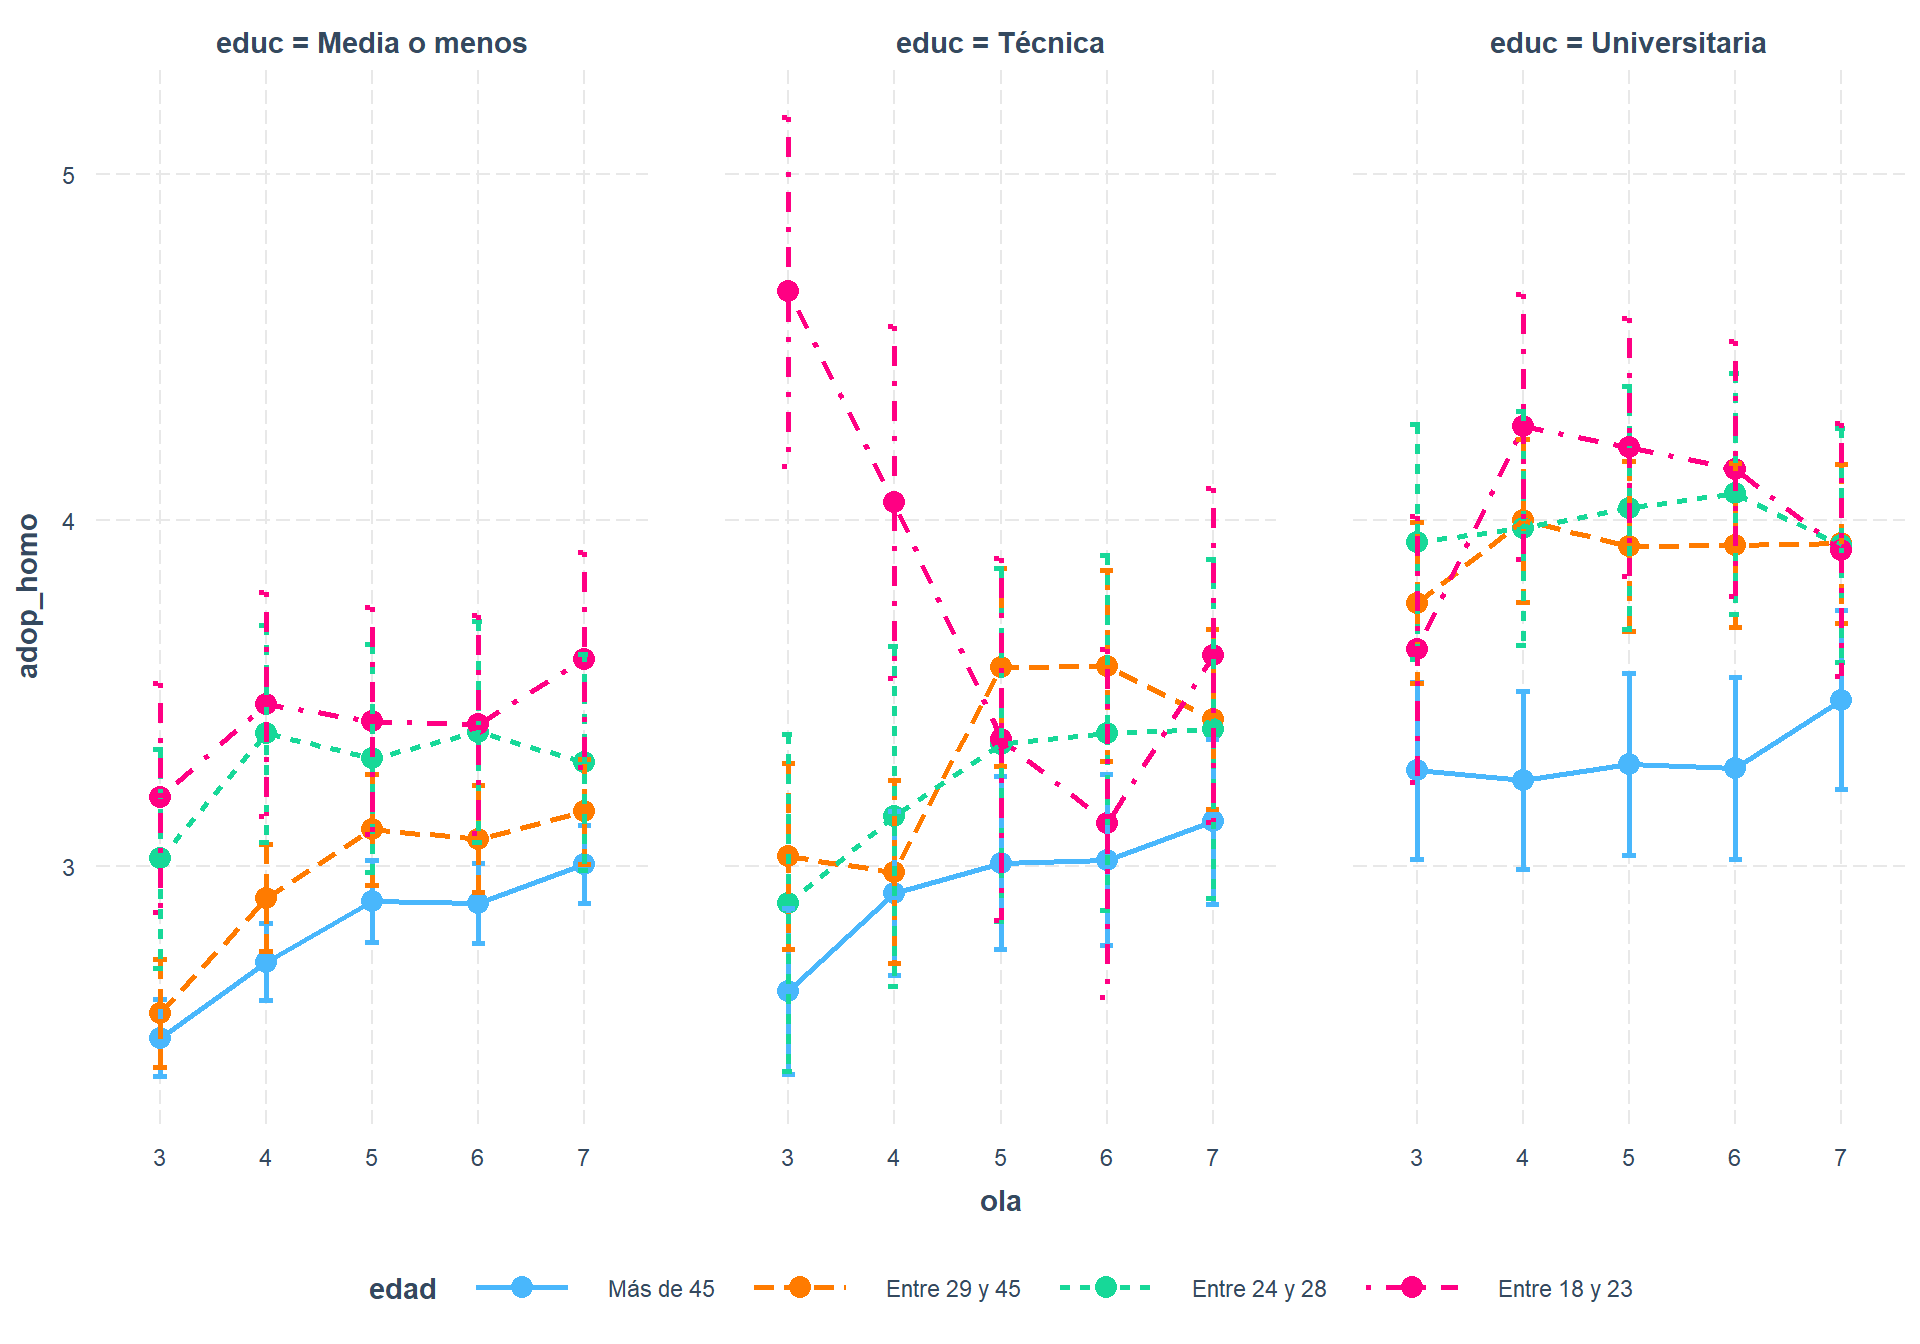 educ = Media o menos
educ = Técnica
educ = Universitaria
adop_homo
5
4
3
3 4 5 6 7
3 4 5 6 7
3 4 5 6 7
ola
edad Más de 45 Entre 29 y 45 Entre 24 y 28 Entre 18 y 23